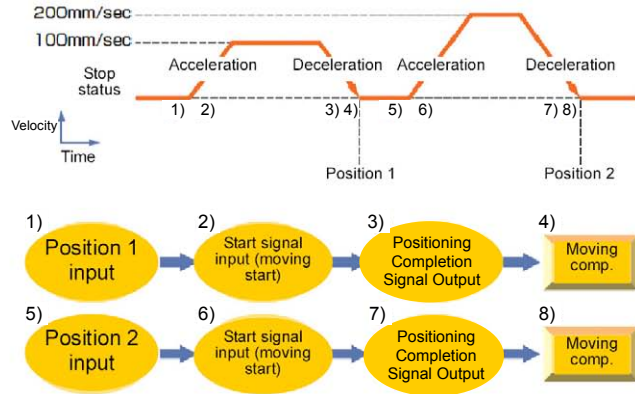 200mm/sec
100mm/sec
Acceleration Deceleration Acceleration Deceleration
Stop
status
1) 2) 3) 4) 5) 6) 7) 8)
Velocity
Time
Position 1 Position 2
1) 2) 3) 4)
Position 1
input
Start signal
input (moving
start)
Positioning
Completion
Signal Output
Moving
comp.
5) 6) 7) 8)
Position 2
input
Start signal
input (moving
start)
Positioning
Completion
Signal Output
Moving
comp.